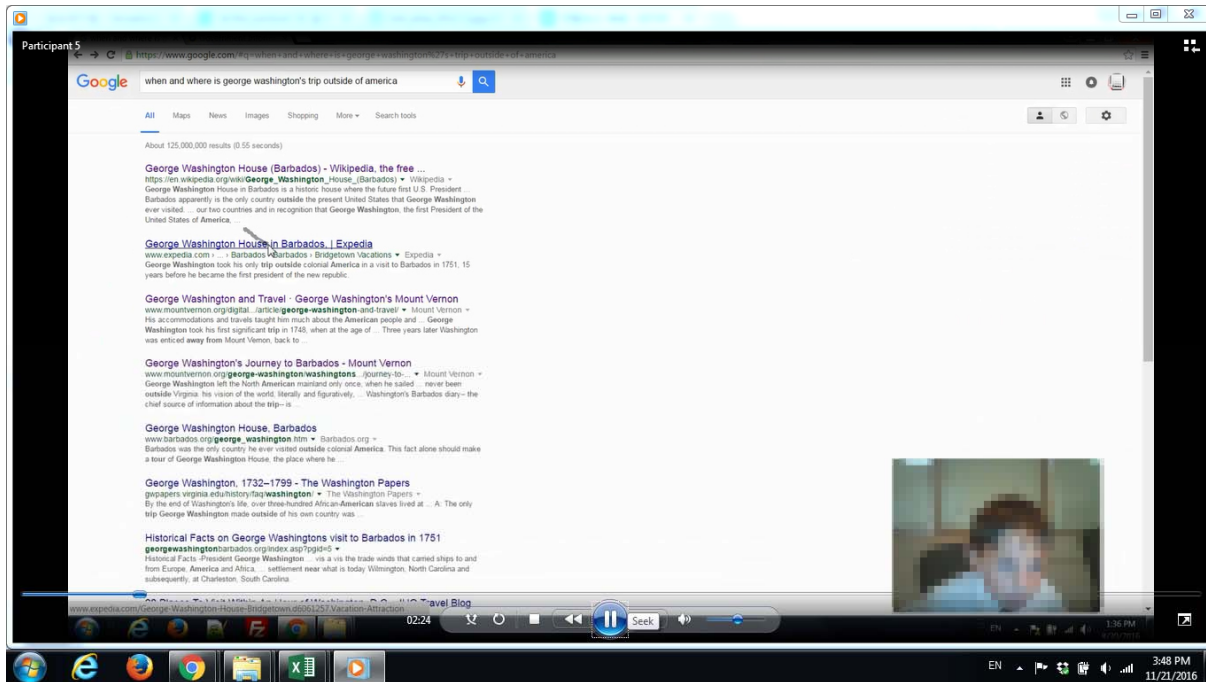 Participant 5
https://www.google.com/#q=when+and+where+is+george+washington%27s+trip+outside+of+america
Google when and where is george washington's trip outside of america
All Maps News Images Shopping More Search tools
About 125,000,000 results (0.55 seconds)
George Washington House (Barbados) - Wikipedia, the free ...
https://en.wikipedia.org/wiki/George_Washington_House_(Barbados) Wikipedia
George Washington House in Barbados is a historic house where the future first U.S. President ...
Barbados apparently is the only country outside the present United States that George Washington
ever visited. ... our two countries and in recognition that George Washington, the first President of the
United States of America, ...
George Washington House in Barbados, | Expedia
www.expedia.com › ... › Barbados › Barbados › Bridgetown Vacations Expedia
George Washington took his only trip outside colonial America in a visit to Barbados in 1751, 15
years before he became the first president of the new republic.
George Washington and Travel · George Washington's Mount Vernon
www.mountvernon.org/digital.../article/george-washington-and-travel/ Mount Vernon
His accommodations and travels taught him much about the American people and ... George
Washington took his first significant trip in 1748, when at the age of ... Three years later Washington
was enticed away from Mount Vernon, back to ...
George Washington's Journey to Barbados - Mount Vernon
www.mountvernon.org/george-washington/washingtons.../journey-to-... Mount Vernon
George Washington left the North American mainland only once, when he sailed ... never been
outside Virginia, his vision of the world, literally and figuratively, ... Washington's Barbados diary-- the
chief source of information about the trip-- is ...
George Washington House, Barbados
www.barbados.org/george_washington.htm Barbados.org
Barbados was the only country he ever visited outside colonial America. This fact alone should make
a tour of George Washington House, the place where he ...
George Washington, 1732–1799 - The Washington Papers
gwpapers.virginia.edu/history/faq/washington/ The Washington Papers
By the end of Washington's life, over three-hundred African-American slaves lived at ... A: The only
trip George Washington made outside of his own country was ...
Historical Facts on George Washingtons visit to Barbados in 1751
georgewashingtonbarbados.org/index.asp?pgid=5
Historical Facts -President George Washington ... vis a vis the trade winds that carried ships to and
from Europe, America and Africa. ... settlement near what is today Wilmington, North Carolina and
subsequently, at Charleston, South Carolina.
Travel Blog
www.expedia.com/George-Washington-House-Bridgetown.d6061257.Vacation-Attraction
02:24 Seek
EN 1:36 PM
EN 3:48 PM
11/21/2016